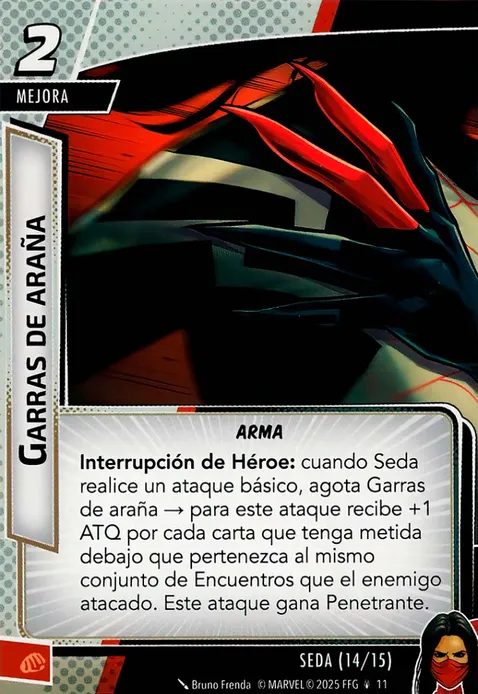 2
MEJORA
GARRAS DE ARAÑA
ARMA
Interrupción de Héroe: cuando Seda
realice un ataque básico, agota Garras
de araña → para este ataque recibe +1
ATQ por cada carta que tenga metida
debajo que pertenezca al mismo
conjunto de Encuentros que el enemigo
atacado. Este ataque gana Penetrante.
SEDA (14/15)
Bruno Frenda © MARVEL © 2025 FFG 11